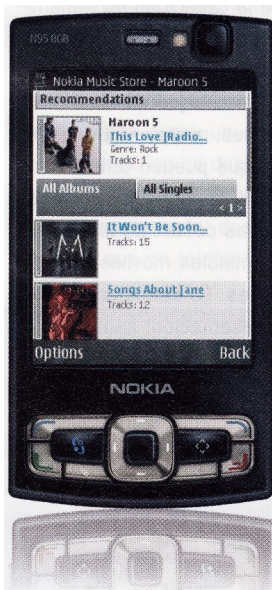 N95 8GB
Nokia Music Store - Maroon 5
Recommendations
Maroon 5
This Love [Radio...
Genre: Rock
Tracks: 1
All Albums All Singles
< 1 >
It Won't Be Soon...
Tracks: 15
Songs About Jane
Tracks: 12
Options Back
NOKIA